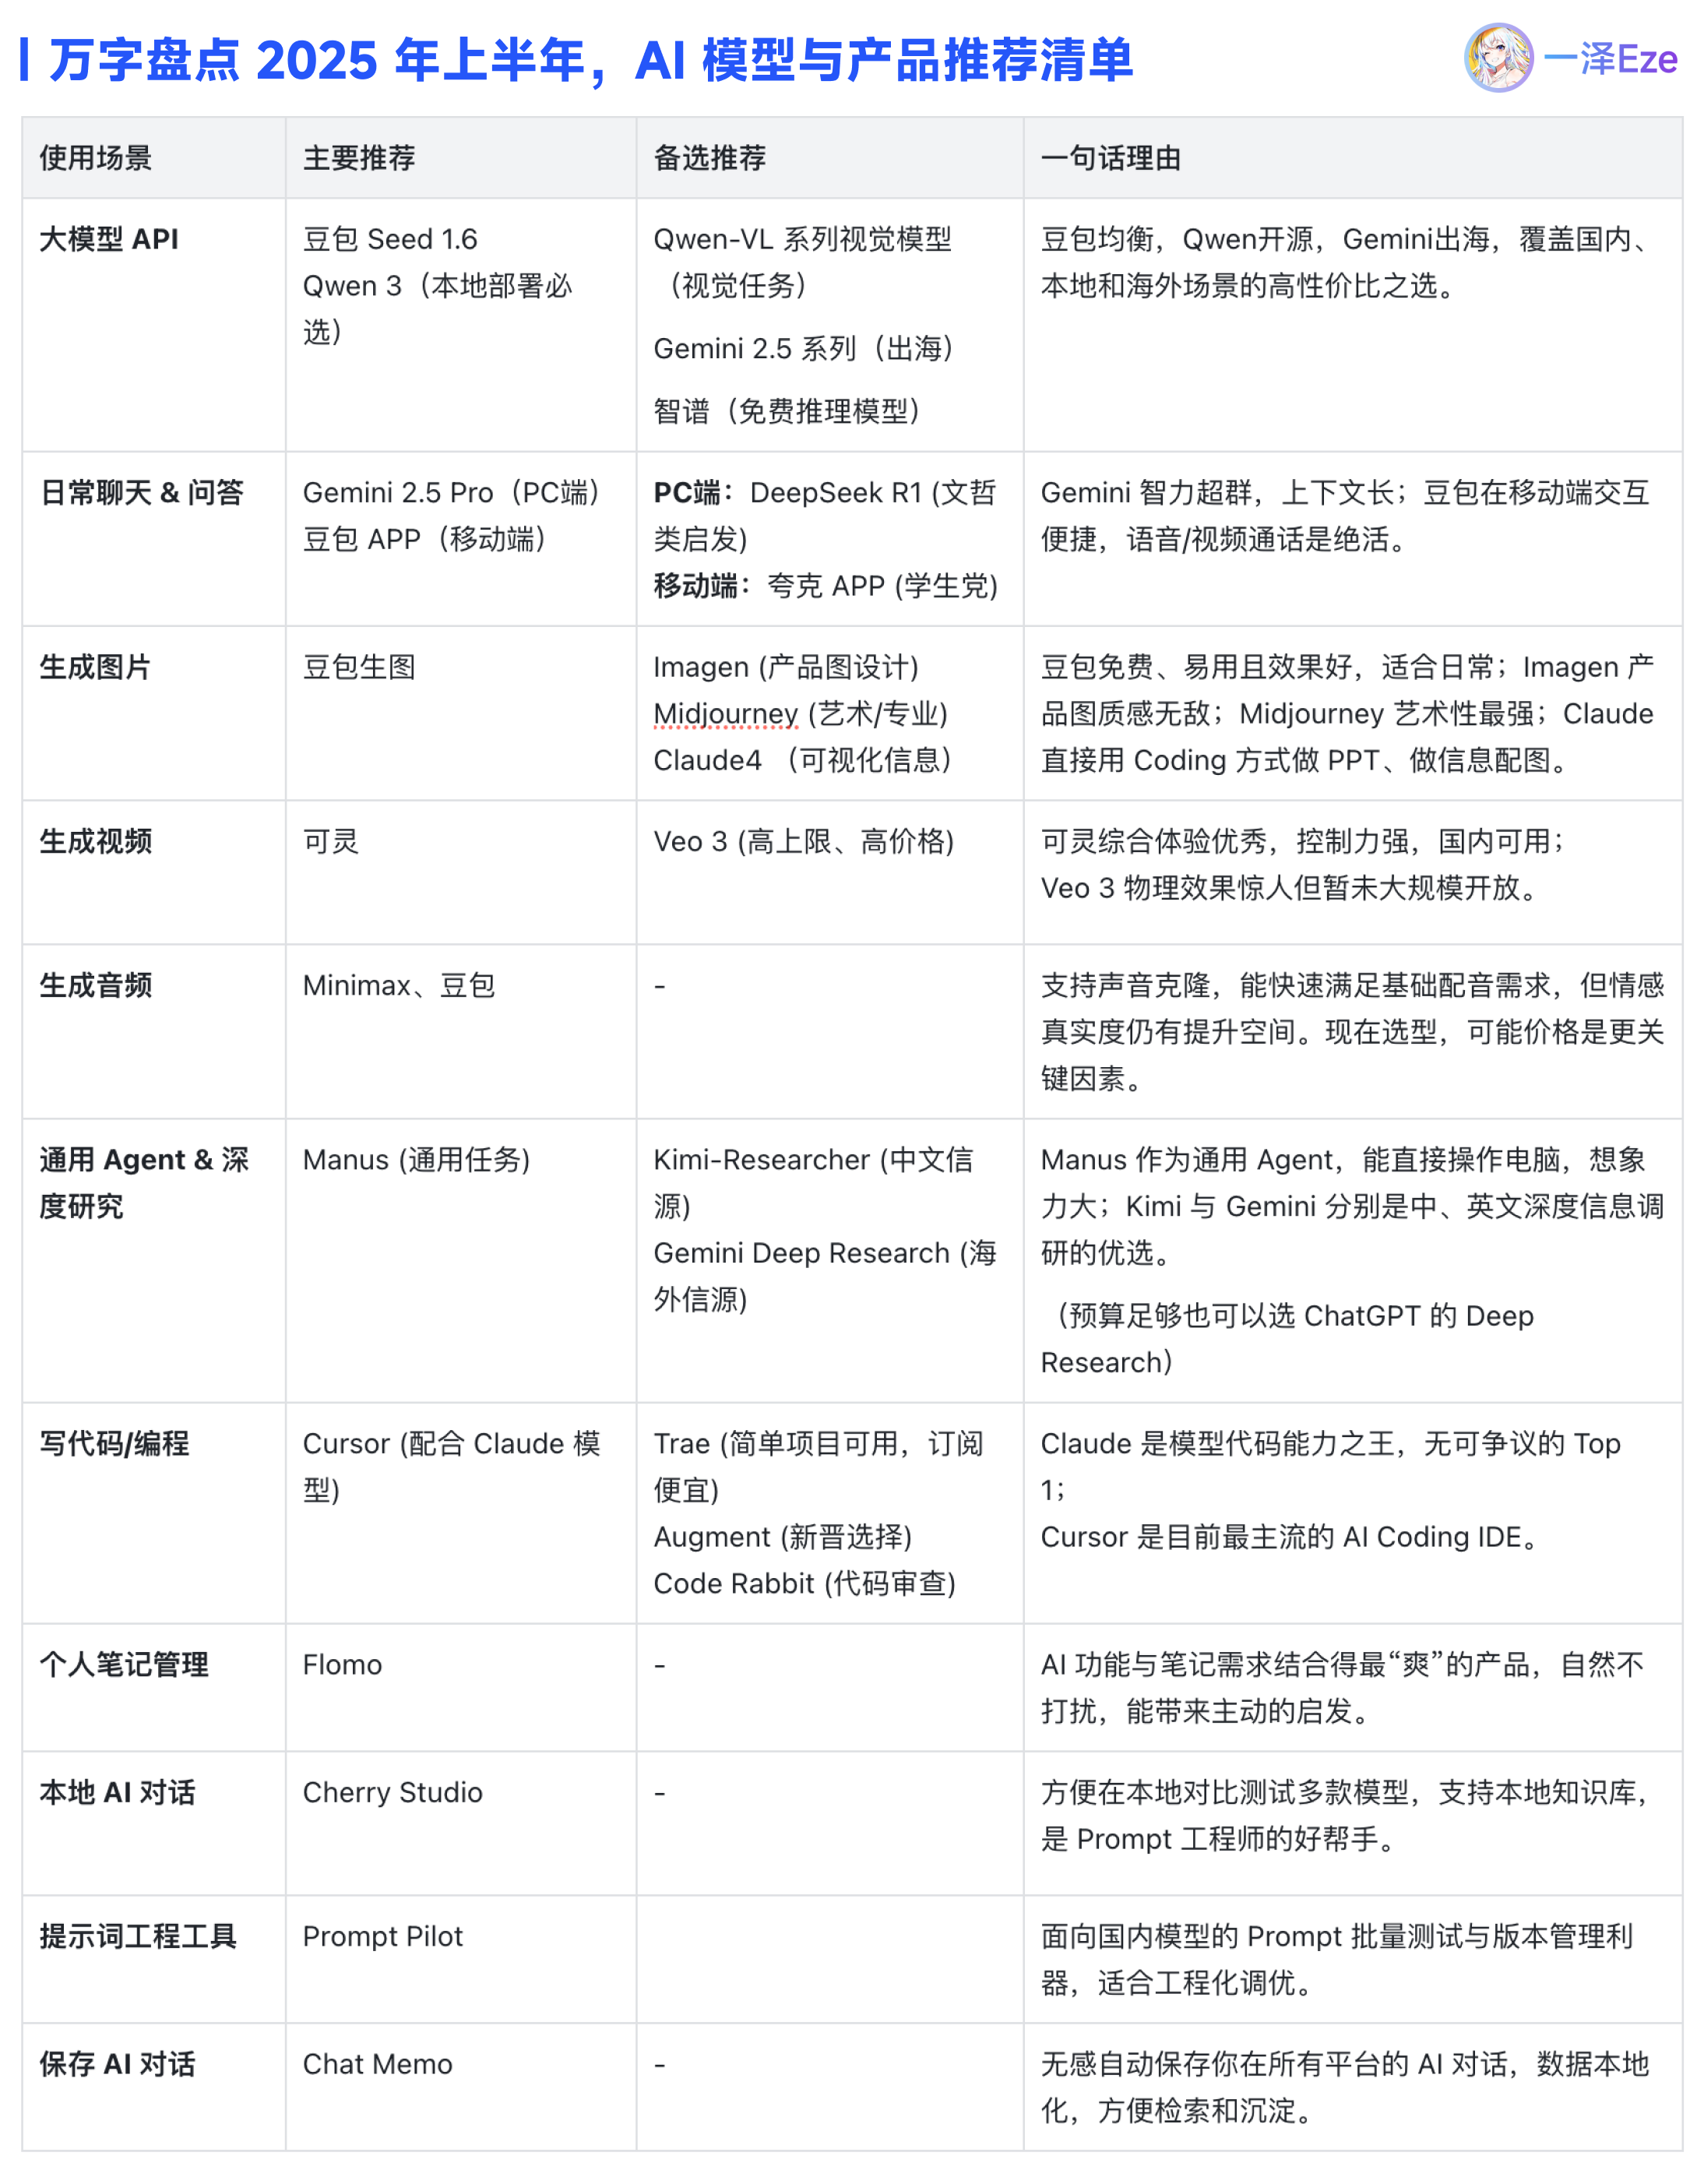 万字盘点 2025 年上半年，AI 模型与产品推荐清单
一泽Eze
使用场景
主要推荐
备选推荐
一句话理由
大模型 API
豆包 Seed 1.6
Qwen 3（本地部署必
选）
Qwen-VL 系列视觉模型
（视觉任务）
Gemini 2.5 系列（出海）
智谱（免费推理模型）
豆包均衡，Qwen开源，Gemini出海，覆盖国内、
本地和海外场景的高性价比之选。
日常聊天 & 问答
Gemini 2.5 Pro（PC端）
豆包 APP（移动端）
PC端：DeepSeek R1 (文哲
类启发)
移动端：夸克 APP (学生党)
Gemini 智力超群，上下文长；豆包在移动端交互
便捷，语音/视频通话是绝活。
生成图片
豆包生图
Imagen (产品图设计)
Midjourney (艺术/专业)
Claude4 （可视化信息）
豆包免费、易用且效果好，适合日常；Imagen 产
品图质感无敌；Midjourney 艺术性最强；Claude
直接用 Coding 方式做 PPT、做信息配图。
生成视频
可灵
Veo 3 (高上限、高价格)
可灵综合体验优秀，控制力强，国内可用；
Veo 3 物理效果惊人但暂未大规模开放。
生成音频
Minimax、豆包
-
支持声音克隆，能快速满足基础配音需求，但情感
真实度仍有提升空间。现在选型，可能价格是更关
键因素。
通用 Agent & 深
度研究
Manus (通用任务)
Kimi-Researcher (中文信
源)
Gemini Deep Research (海
外信源)
Manus 作为通用 Agent，能直接操作电脑，想象
力大；Kimi 与 Gemini 分别是中、英文深度信息调
研的优选。
（预算足够也可以选 ChatGPT 的 Deep
Research）
写代码/编程
Cursor (配合 Claude 模
型)
Trae (简单项目可用，订阅
便宜)
Augment (新晋选择)
Code Rabbit (代码审查)
Claude 是模型代码能力之王，无可争议的 Top
1；
Cursor 是目前最主流的 AI Coding IDE。
个人笔记管理
Flomo
-
AI 功能与笔记需求结合得最“爽”的产品，自然不
打扰，能带来主动的启发。
本地 AI 对话
Cherry Studio
-
方便在本地对比测试多款模型，支持本地知识库，
是 Prompt 工程师的好帮手。
提示词工程工具
Prompt Pilot
面向国内模型的 Prompt 批量测试与版本管理利
器，适合工程化调优。
保存 AI 对话
Chat Memo
-
无感自动保存你在所有平台的 AI 对话，数据本地
化，方便检索和沉淀。